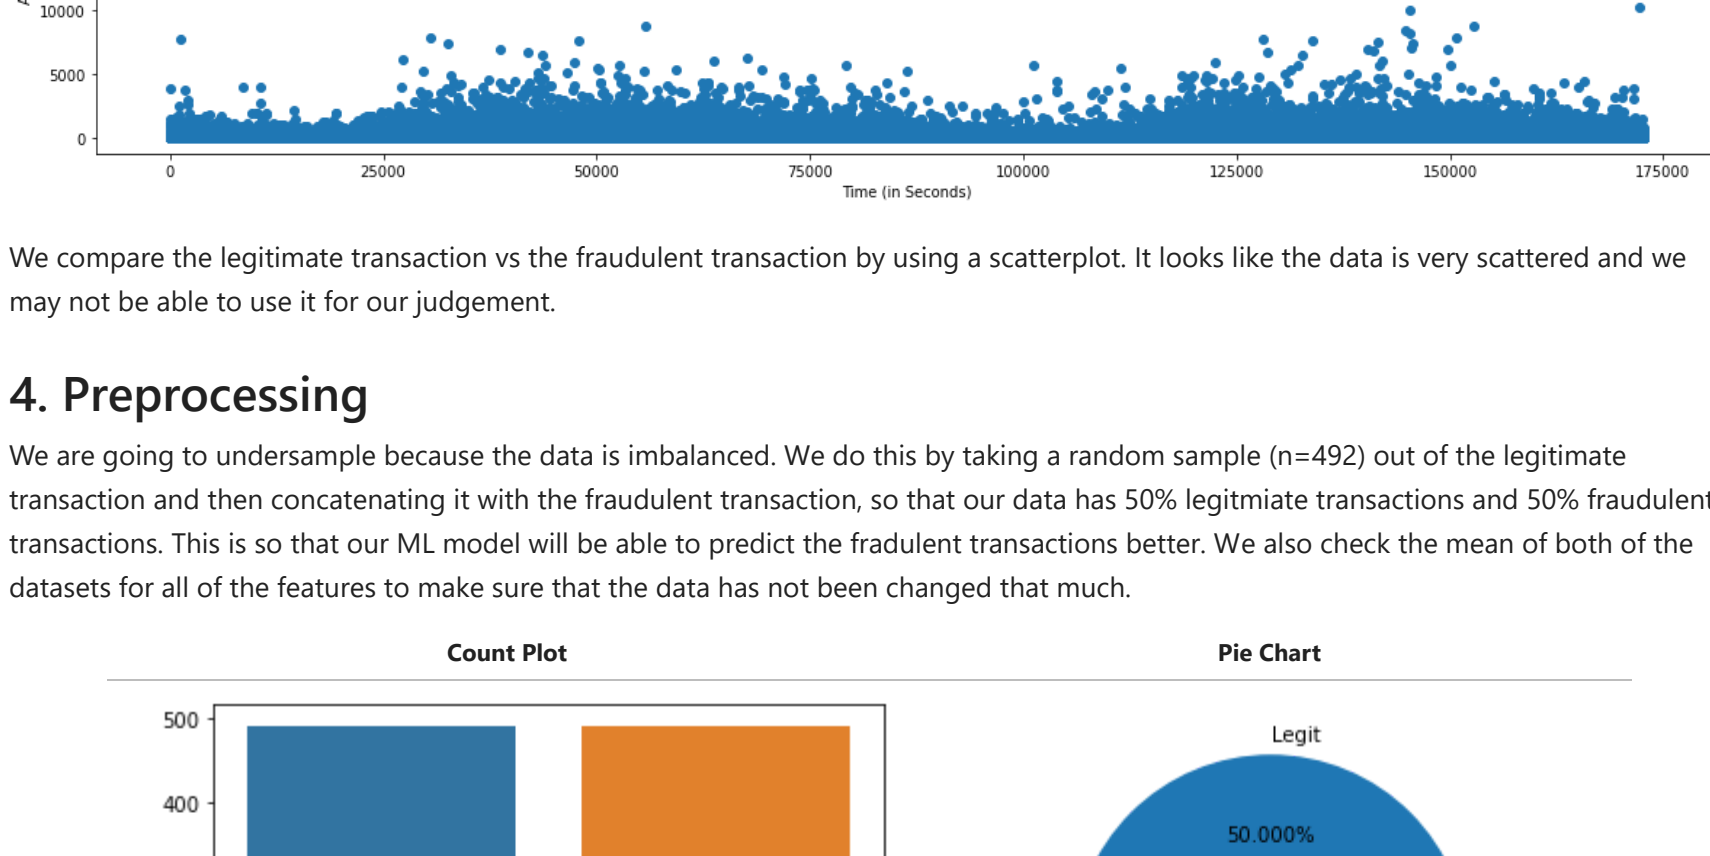 10000
5000
0
0 25000 50000 75000 100000 125000 150000 175000
Time (in Seconds)
We compare the legitimate transaction vs the fraudulent transaction by using a scatterplot. It looks like the data is very scattered and we
may not be able to use it for our judgement.
4. Preprocessing
We are going to undersample because the data is imbalanced. We do this by taking a random sample (n=492) out of the legitimate
transaction and then concatenating it with the fraudulent transaction, so that our data has 50% legitmiate transactions and 50% fraudulent
transactions. This is so that our ML model will be able to predict the fradulent transactions better. We also check the mean of both of the
datasets for all of the features to make sure that the data has not been changed that much.
Count Plot Pie Chart
500
Legit
400
50.000%